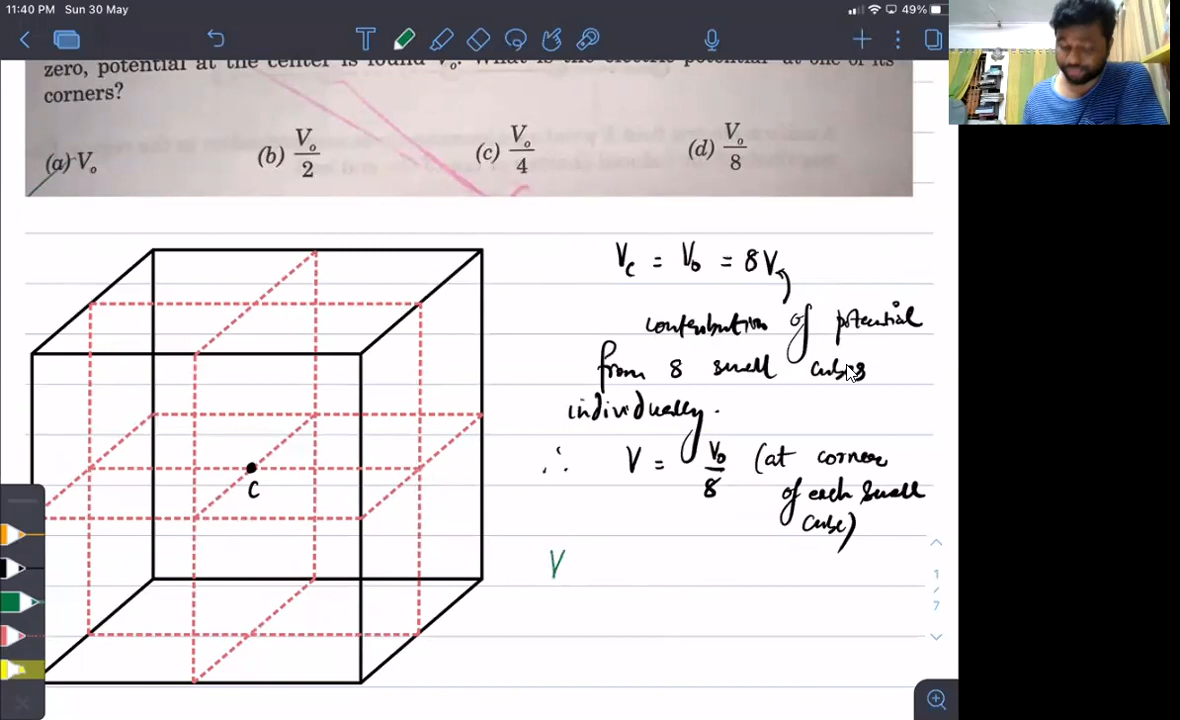 11:40 PM Sun 30 May
49%
zero, potential at the center is found V₀. What is the electric potential at one of its
corners?
(a) V₀
(b) V₀/2
(c) V₀/4
(d) V₀/8
V_c = V₀ = 8V
contribution of potential
from 8 small cubes
individually.
∴ V = V₀/8 (at corner
of each small
cube)
C
V
1
/
7